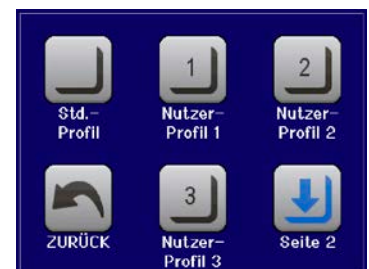 1
2
Std.-
Profil
Nutzer-
Profil 1
Nutzer-
Profil 2
3
ZURÜCK
Nutzer-
Profil 3
Seite 2